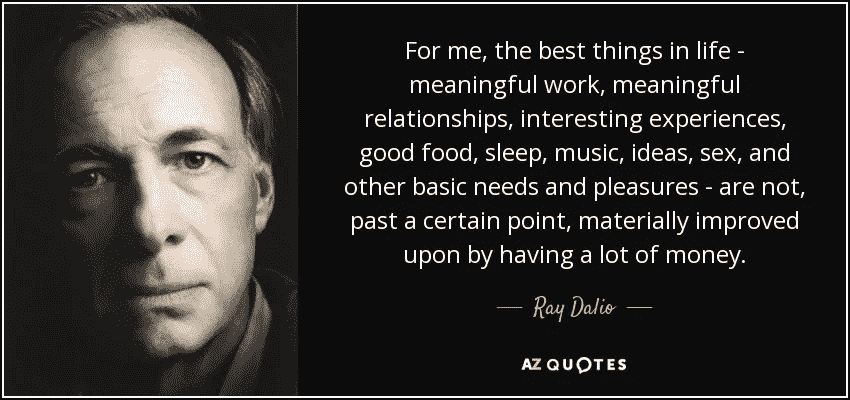 For me, the best things in life -
meaningful work, meaningful
relationships, interesting experiences,
good food, sleep, music, ideas, sex, and
other basic needs and pleasures - are not,
past a certain point, materially improved
upon by having a lot of money.
Ray Dalio
AZ QUOTES